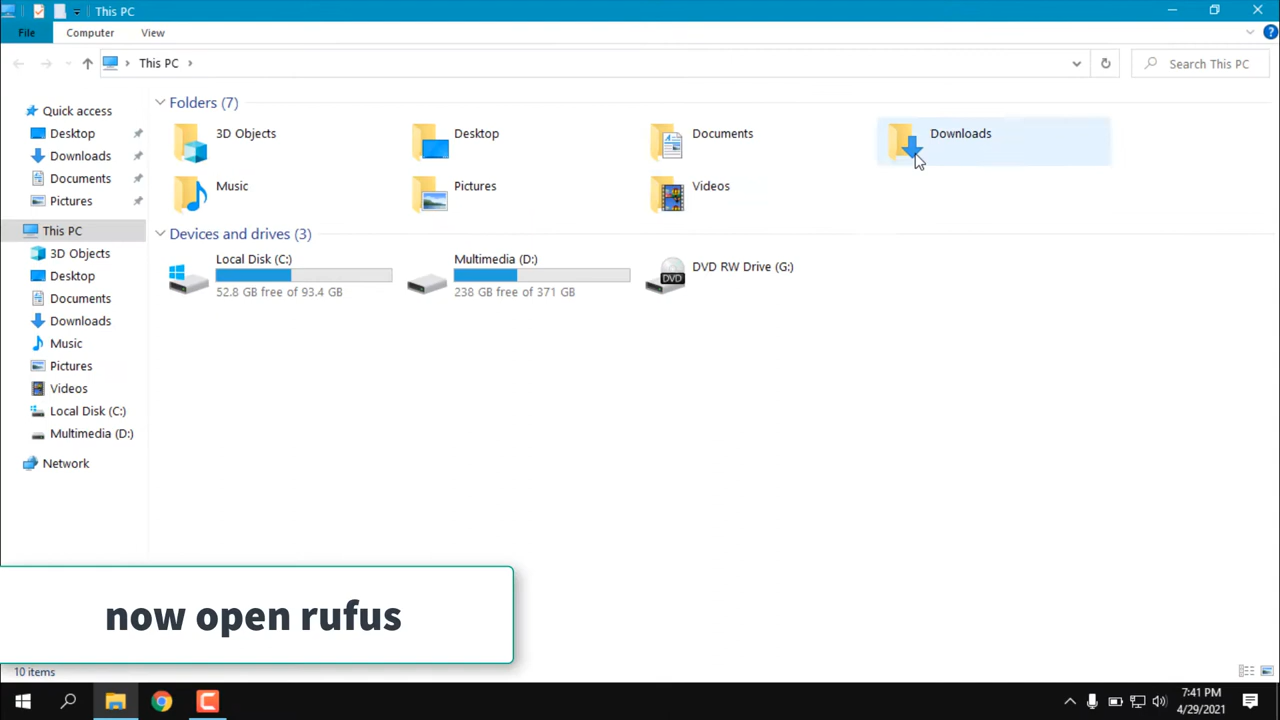 This PC
File
Computer
View
This PC
Search This PC
Quick access
Desktop
Downloads
Documents
Pictures
This PC
3D Objects
Desktop
Documents
Downloads
Music
Pictures
Videos
Local Disk (C:)
Multimedia (D:)
Network
Folders (7)
3D Objects
Desktop
Documents
Downloads
Music
Pictures
Videos
Devices and drives (3)
Local Disk (C:)
52.8 GB free of 93.4 GB
Multimedia (D:)
238 GB free of 371 GB
DVD
DVD RW Drive (G:)
now open rufus
10 items
7:41 PM
4/29/2021